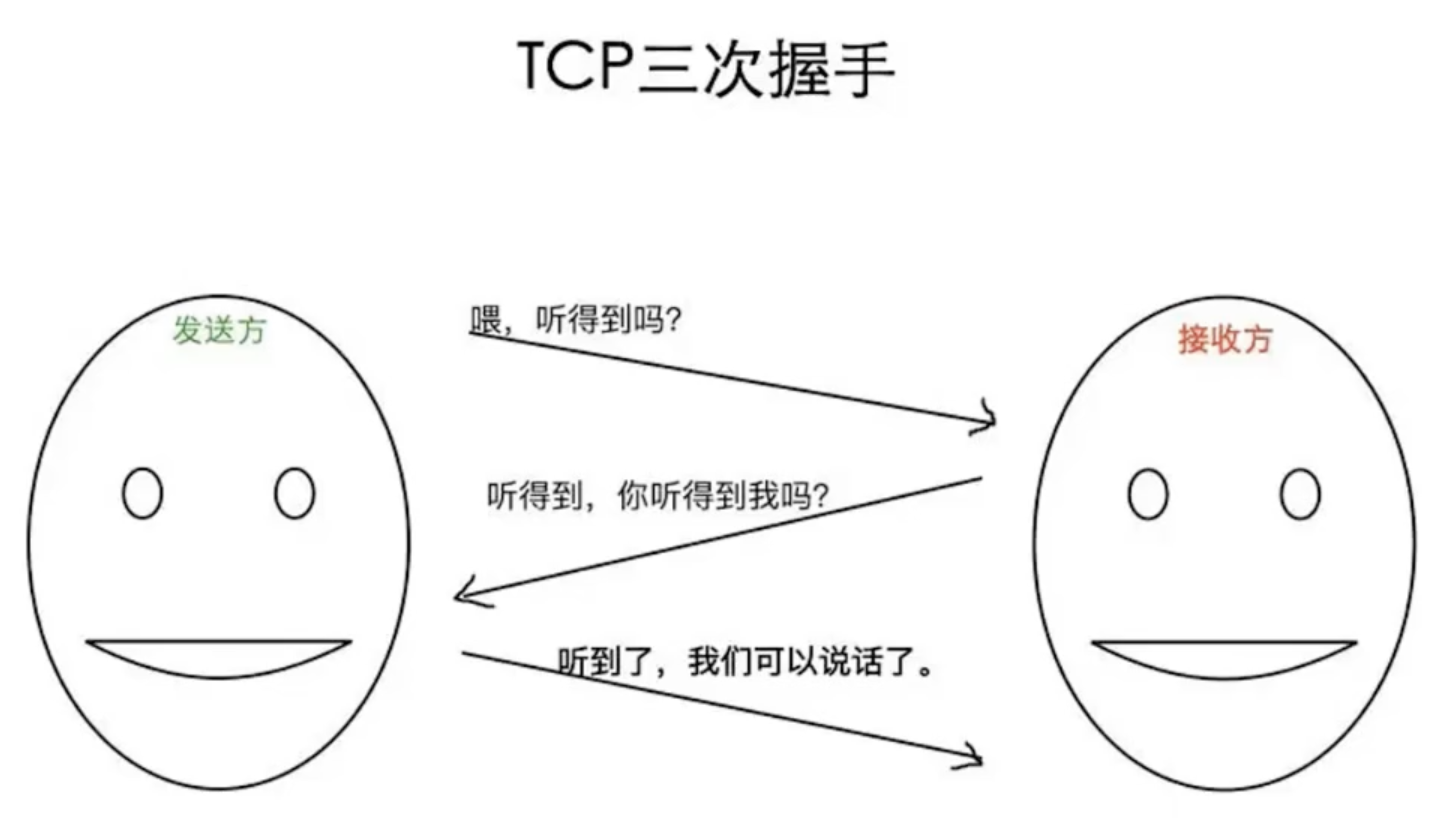 TCP三次握手
发送方
接收方
喂，听得到吗？
听得到，你听得到我吗？
听到了，我们可以说话了。